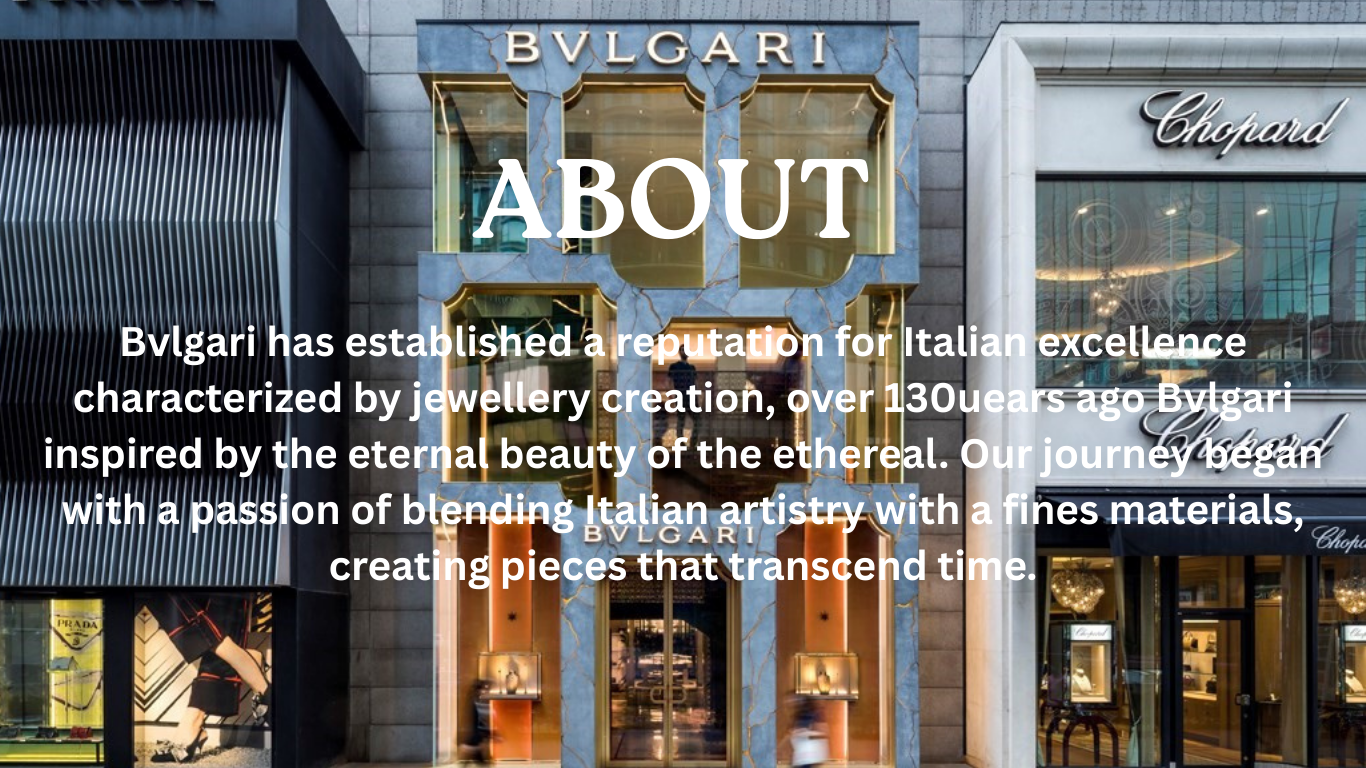 BVLGARI
Chopard
ABOUT
Bvlgari has established a reputation for Italian excellence
characterized by jewellery creation, over 130uears ago Bvlgari
Chopard
inspired by the eternal beauty of the ethereal. Our journey began
with a passion of blending Italian artistry with a fines materials,
BVLGARI
Chopa
creating pieces that transcend time.
PRADA
Chopard